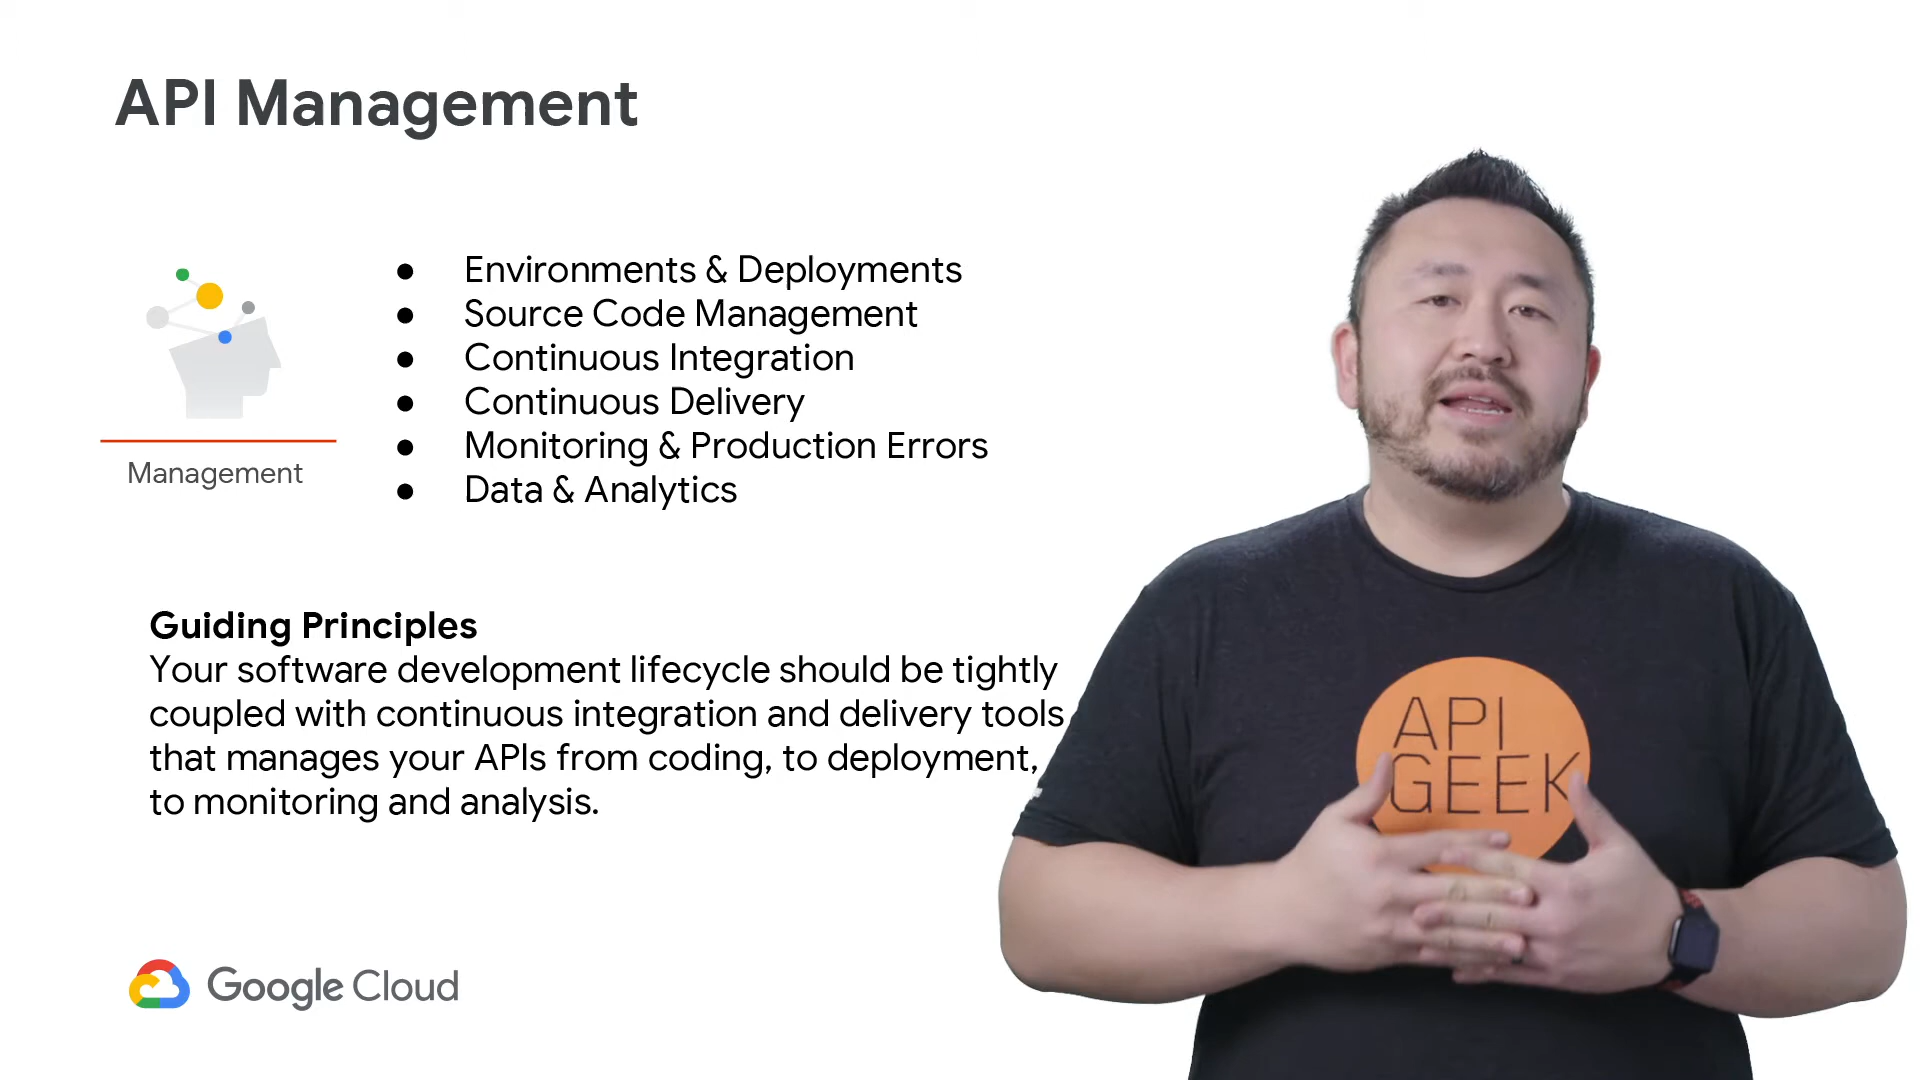 API Management
Environments & Deployments
Source Code Management
Continuous Integration
Continuous Delivery
Monitoring & Production Errors
Data & Analytics
Management
Guiding Principles
Your software development lifecycle should be tightly
coupled with continuous integration and delivery tools
that manages your APIs from coding, to deployment,
to monitoring and analysis.
API
GEEK
Google Cloud